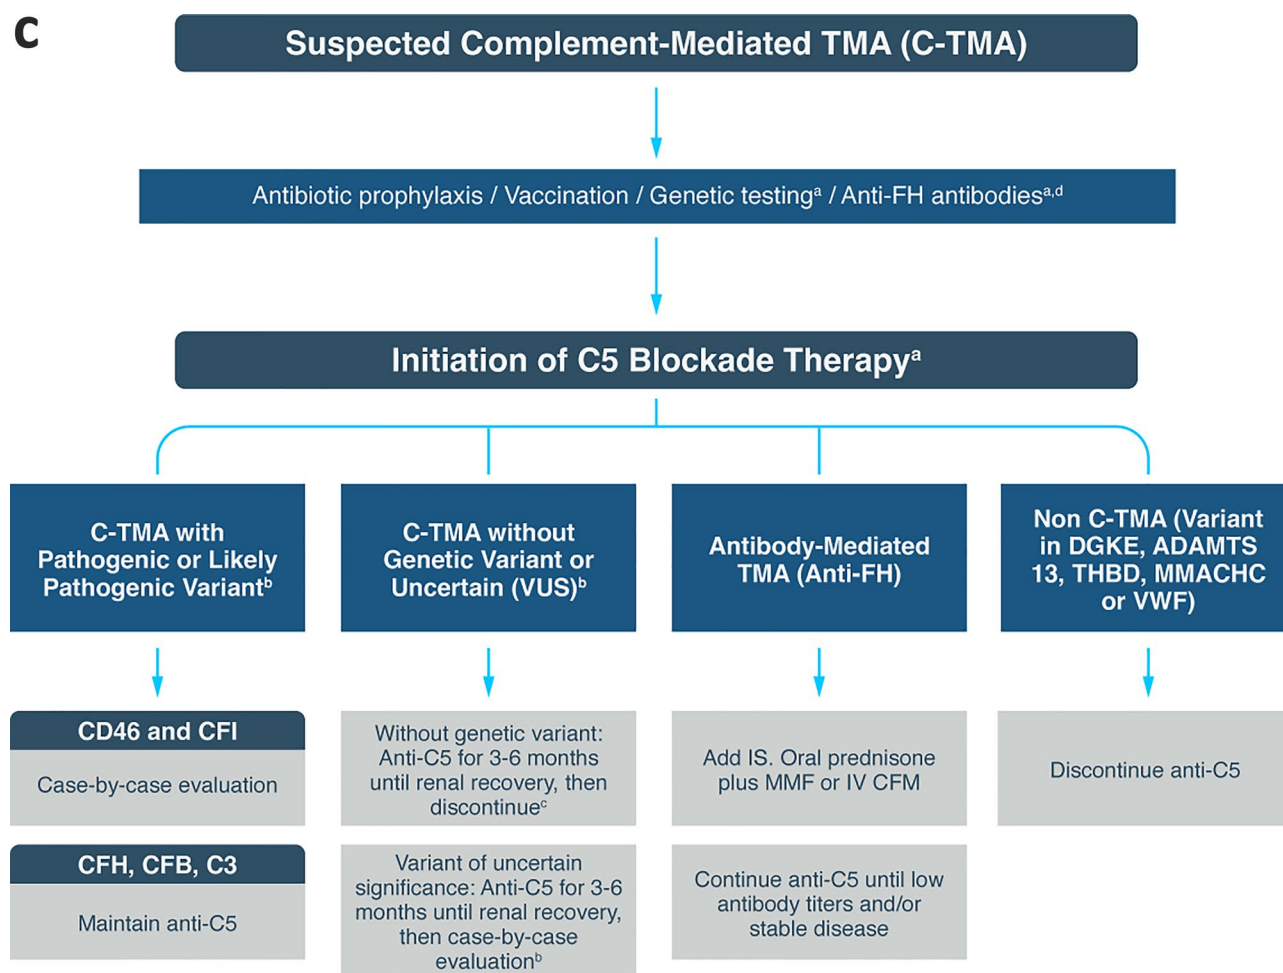 c
Suspected Complement-Mediated TMA (C-TMA)
Antibiotic prophylaxis / Vaccination / Genetic testingᵃ / Anti-FH antibodiesᵃ,ᵈ
Initiation of C5 Blockade Therapyᵃ
C-TMA with
Pathogenic or Likely
Pathogenic Variantᵇ
C-TMA without
Genetic Variant or
Uncertain (VUS)ᵇ
Antibody-Mediated
TMA (Anti-FH)
Non C-TMA (Variant
in DGKE, ADAMTS
13, THBD, MMACHC
or VWF)
CD46 and CFI
Case-by-case evaluation
Without genetic variant:
Anti-C5 for 3-6 months
until renal recovery, then
discontinueᶜ
Add IS. Oral prednisone
plus MMF or IV CFM
Discontinue anti-C5
CFH, CFB, C3
Maintain anti-C5
Variant of uncertain
significance: Anti-C5 for 3-6
months until renal recovery,
then case-by-case
evaluationᵇ
Continue anti-C5 until low
antibody titers and/or
stable disease